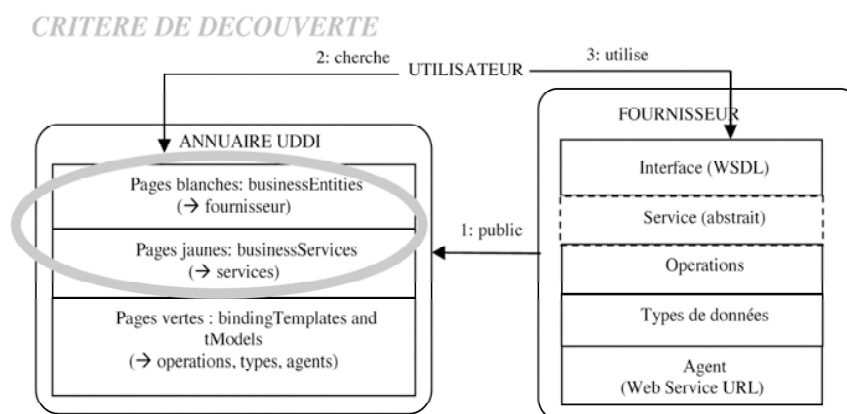 CRITERE DE DECOUVERTE
2: cherche
UTILISATEUR
3: utilise
ANNUAIRE UDDI
Pages blanches: businessEntities
(→ fournisseur)
Pages jaunes: businessServices
(→ services)
Pages vertes : bindingTemplates and
tModels
(→ operations, types, agents)
1: public
FOURNISSEUR
Interface (WSDL)
Service (abstrait)
Operations
Types de données
Agent
(Web Service URL)